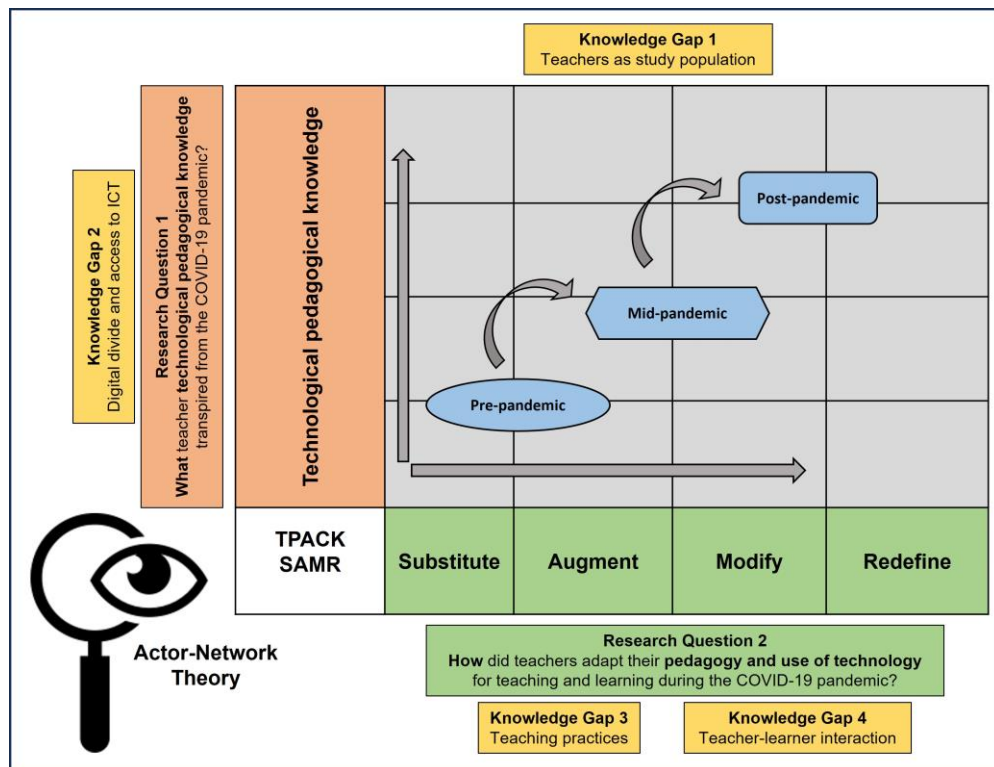 Knowledge Gap 1
Teachers as study population
Knowledge Gap 2
Digital divide and access to ICT
Research Question 1
What teacher technological pedagogical knowledge
transpired from the COVID-19 pandemic?
Technological pedagogical knowledge
Post-pandemic
Mid-pandemic
Pre-pandemic
TPACK
SAMR
Substitute
Augment
Modify
Redefine
Actor-Network
Theory
Research Question 2
How did teachers adapt their pedagogy and use of technology
for teaching and learning during the COVID-19 pandemic?
Knowledge Gap 3
Teaching practices
Knowledge Gap 4
Teacher-learner interaction